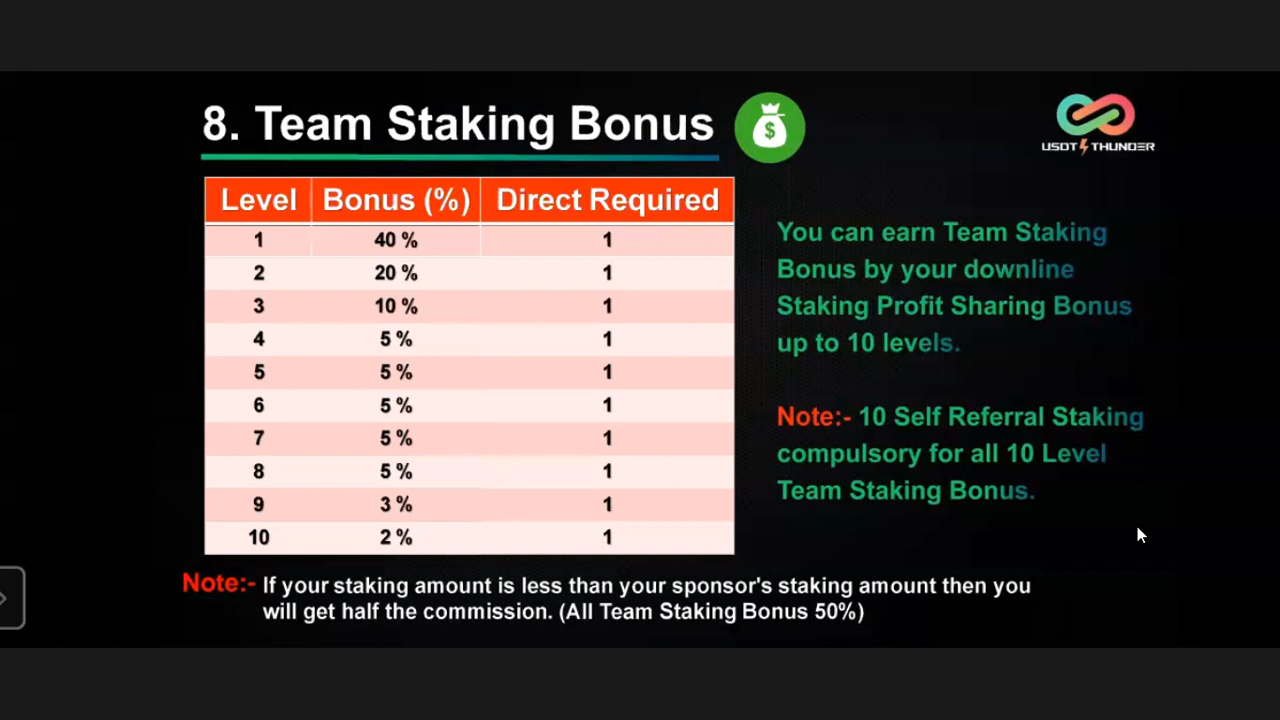 8. Team Staking Bonus
$
USDT THUNDER
Level Bonus (%) Direct Required
1 40 % 1
2 20 % 1
3 10 % 1
4 5 % 1
5 5 % 1
6 5 % 1
7 5 % 1
8 5 % 1
9 3 % 1
10 2 % 1
You can earn Team Staking
Bonus by your downline
Staking Profit Sharing Bonus
up to 10 levels.
Note:- 10 Self Referral Staking
compulsory for all 10 Level
Team Staking Bonus.
Note:- If your staking amount is less than your sponsor's staking amount then you
will get half the commission. (All Team Staking Bonus 50%)